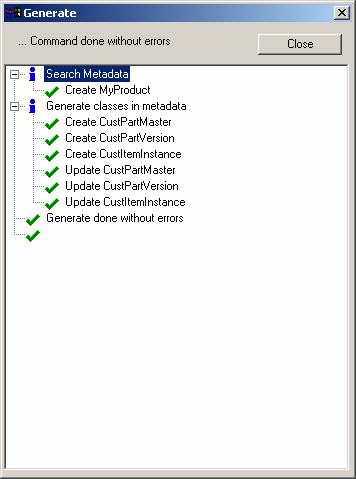 Generate
... Command done without errors
Close
Search Metadata
Create MyProduct
Generate classes in metadata
Create CustPartMaster
Create CustPartVersion
Create CustItemInstance
Update CustPartMaster
Update CustPartVersion
Update CustItemInstance
Generate done without errors